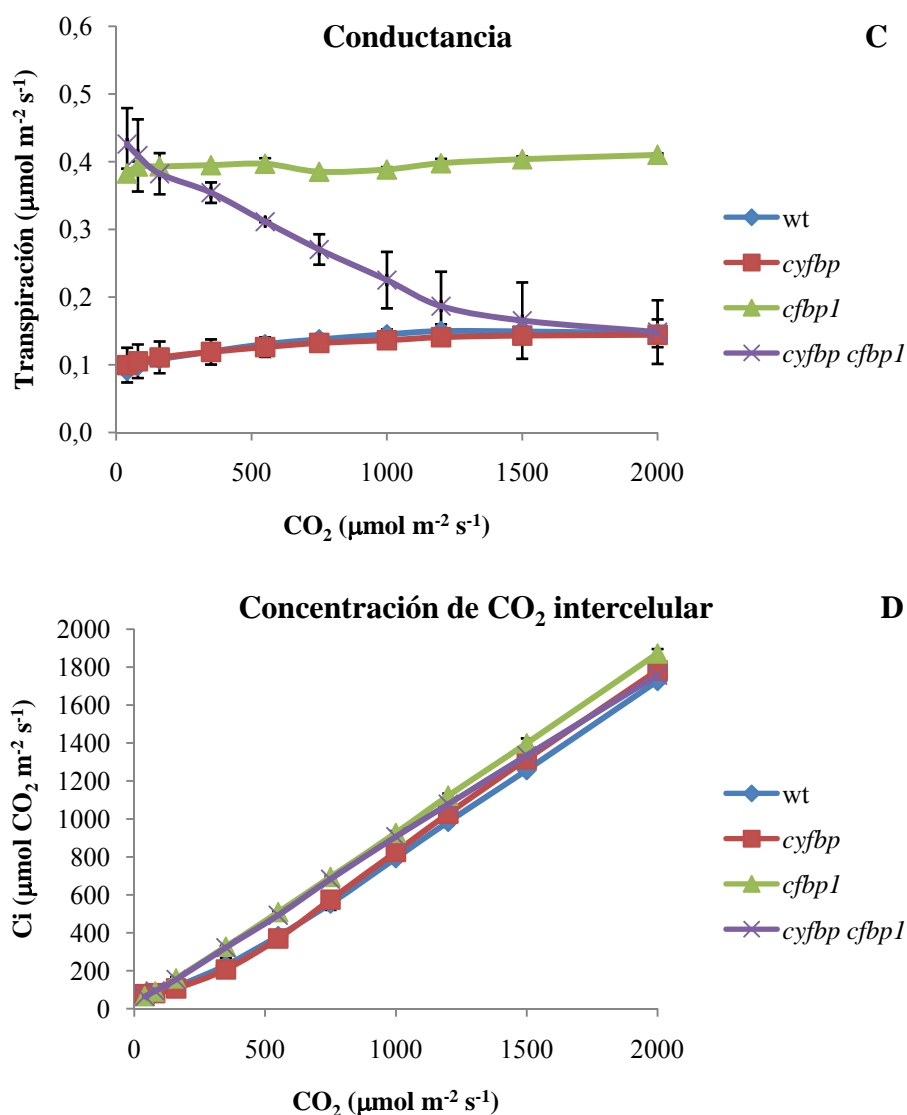 Conductancia
C
Transpiración (μmol m⁻² s⁻¹)
0,6
0,5
0,4
0,3
0,2
0,1
0,0
0 500 1000 1500 2000
CO₂ (μmol m⁻² s⁻¹)
wt
cyfbp
cfbp1
cyfbp cfbp1
Concentración de CO₂ intercelular
D
Ci (μmol CO₂ m⁻² s⁻¹)
2000
1800
1600
1400
1200
1000
800
600
400
200
0
0 500 1000 1500 2000
CO₂ (μmol m⁻² s⁻¹)
wt
cyfbp
cfbp1
cyfbp cfbp1